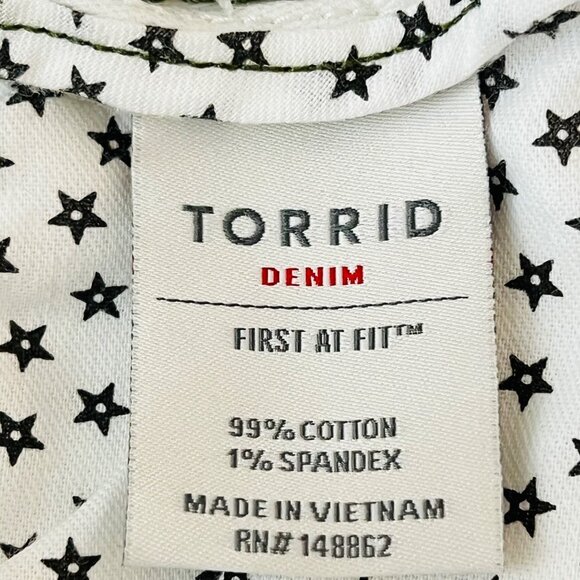 TORRID
DENIM
FIRST AT FIT™
99% COTTON
1% SPANDEX
MADE IN VIETNAM
RN# 148862